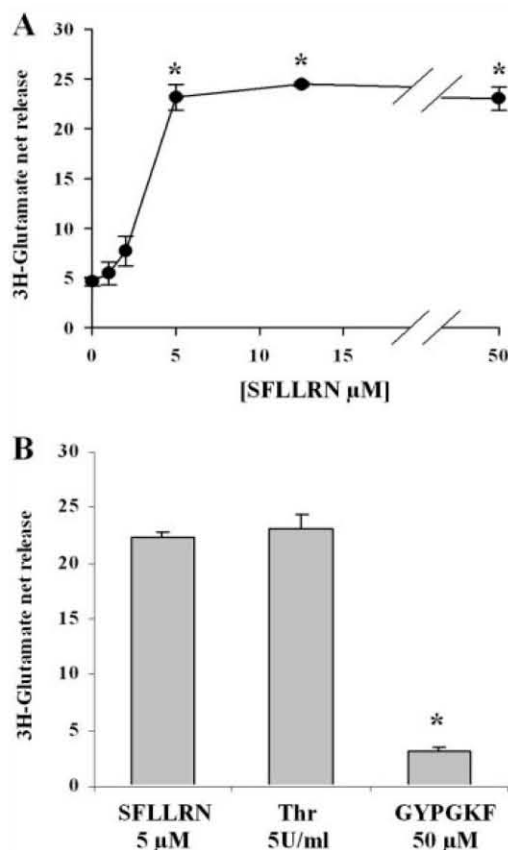 A
3H-Glutamate net release
30
25
20
15
10
5
0
* * *
0 5 10 15 50
[SFLLRN µM]
B
3H-Glutamate net release
30
25
20
15
10
5
0
*
SFLLRN Thr GYPGKF
5 µM 5U/ml 50 µM